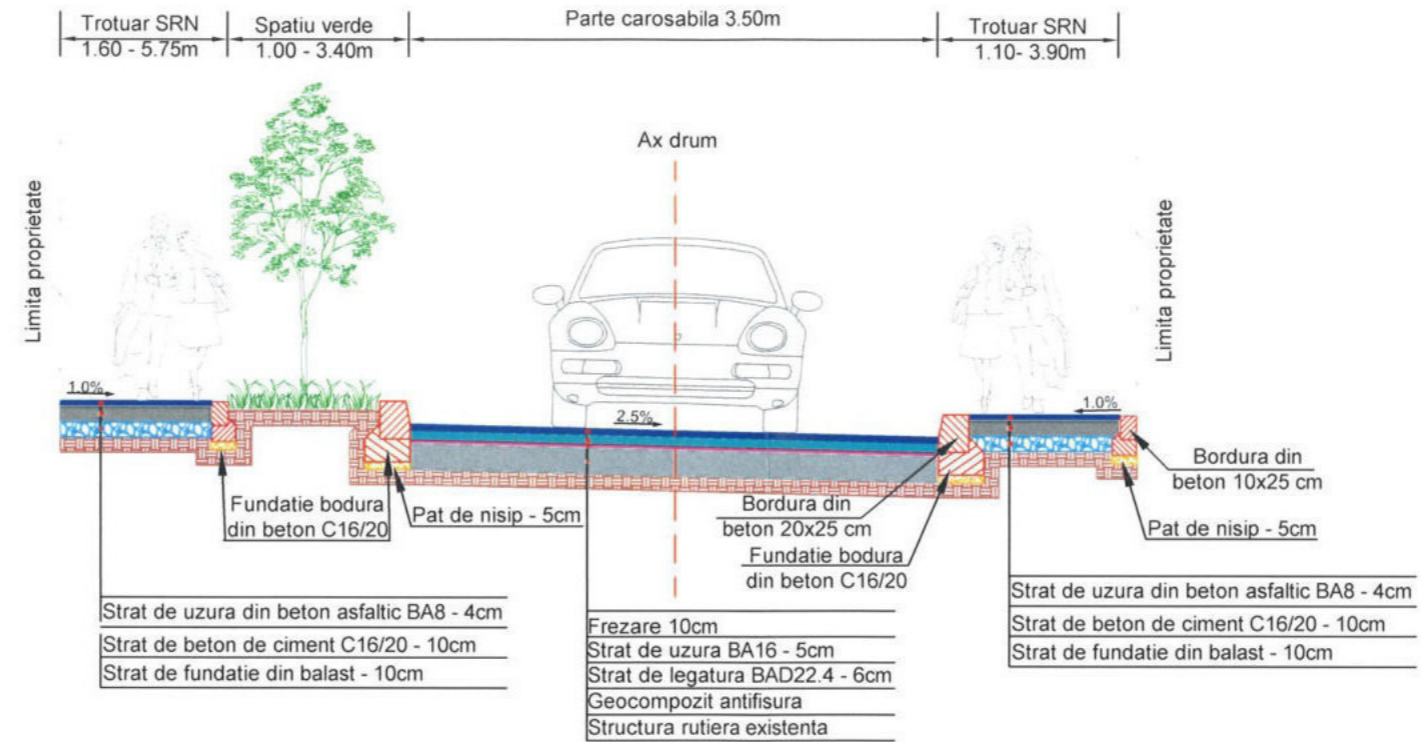 Trotuar SRN
1.60 - 5.75m
Spatiu verde
1.00 - 3.40m
Parte carosabila 3.50m
Trotuar SRN
1.10- 3.90m
Ax drum
Limita proprietate
Limita proprietate
1.0%
2.5%
1.0%
Fundatie bodura
din beton C16/20
Pat de nisip - 5cm
Bordura din
beton 20x25 cm
Fundatie bodura
din beton C16/20
Bordura din
beton 10x25 cm
Pat de nisip - 5cm
Strat de uzura din beton asfaltic BA8 - 4cm
Strat de beton de ciment C16/20 - 10cm
Strat de fundatie din balast - 10cm
Frezare 10cm
Strat de uzura BA16 - 5cm
Strat de legatura BAD22.4 - 6cm
Geocompozit antifisura
Structura rutiera existenta
Strat de uzura din beton asfaltic BA8 - 4cm
Strat de beton de ciment C16/20 - 10cm
Strat de fundatie din balast - 10cm